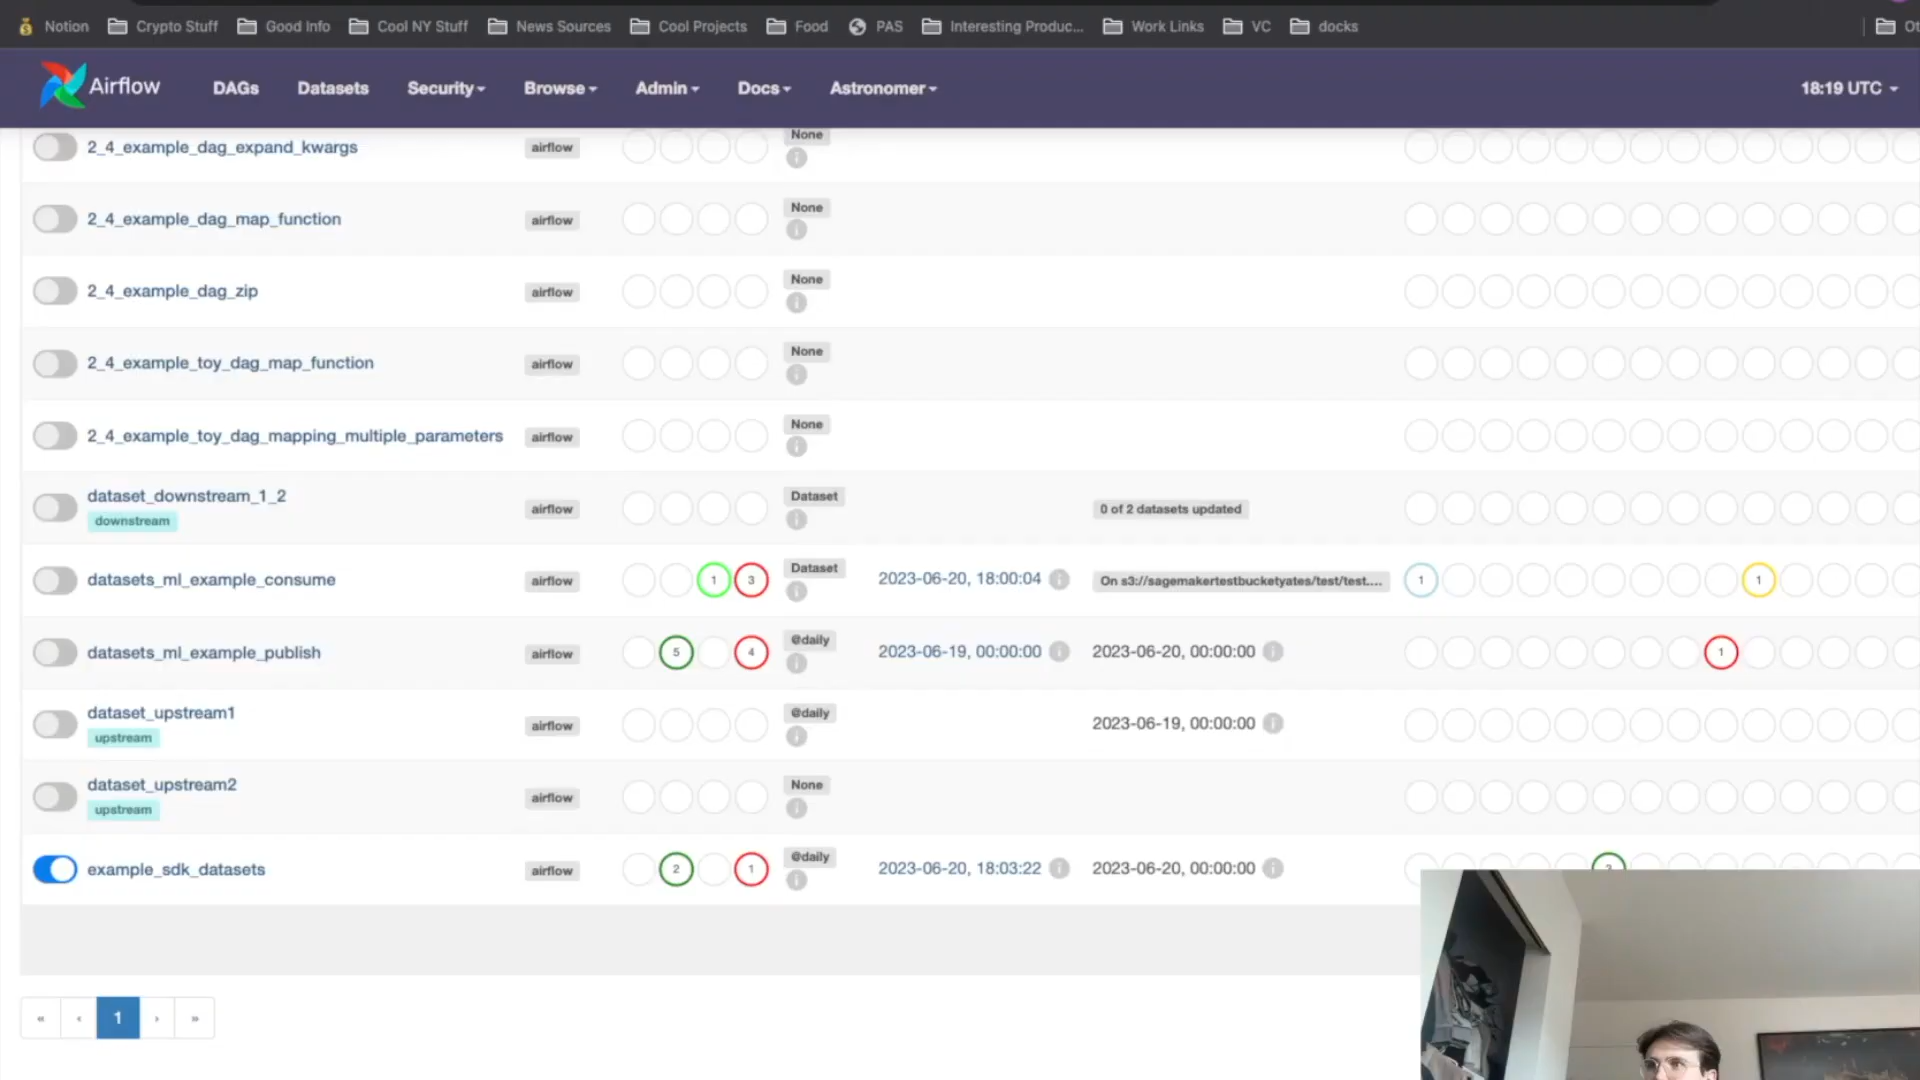 Notion Crypto Stuff Good Info Cool NY Stuff News Sources Cool Projects Food PAS Interesting Produc... Work Links VC docks
Airflow DAGs Datasets Security Browse Admin Docs Astronomer 18:19 UTC
2_4_example_dag_expand_kwargs airflow None
2_4_example_dag_map_function airflow None
2_4_example_dag_zip airflow None
2_4_example_toy_dag_map_function airflow None
2_4_example_toy_dag_mapping_multiple_parameters airflow None
dataset_downstream_1_2 airflow Dataset 0 of 2 datasets updated
downstream
datasets_ml_example_consume airflow 1 3 Dataset 2023-06-20, 18:00:04 On s3://sagemakertestbucketyates/test/test.... 1 1
datasets_ml_example_publish airflow 5 4 @daily 2023-06-19, 00:00:00 2023-06-20, 00:00:00 1
dataset_upstream1 airflow @daily 2023-06-19, 00:00:00
upstream
dataset_upstream2 airflow None
upstream
example_sdk_datasets airflow 2 1 @daily 2023-06-20, 18:03:22 2023-06-20, 00:00:00
« ‹ 1 › »